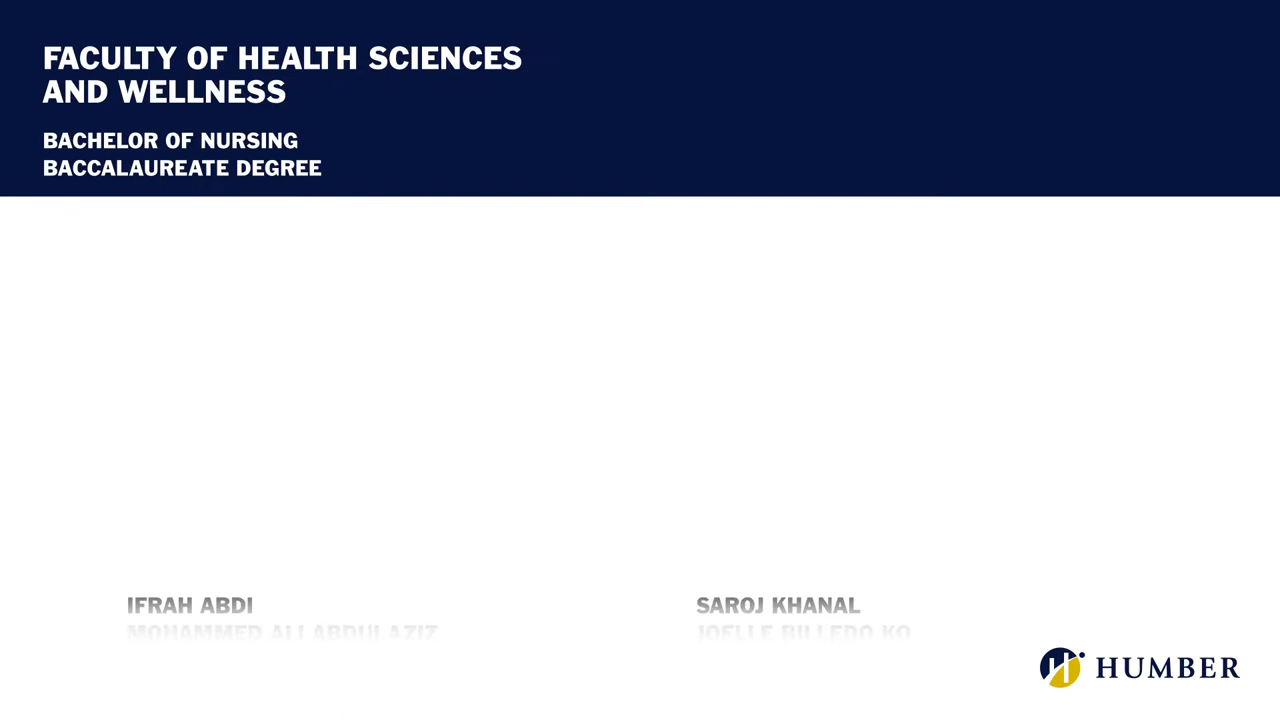 FACULTY OF HEALTH SCIENCES
AND WELLNESS
BACHELOR OF NURSING
BACCALAUREATE DEGREE
IFRAH ABDI
SAROJ KHANAL
MOHAMMED ALI ABDULAZIZ
JOELLE BILLEDO KO
HUMBER